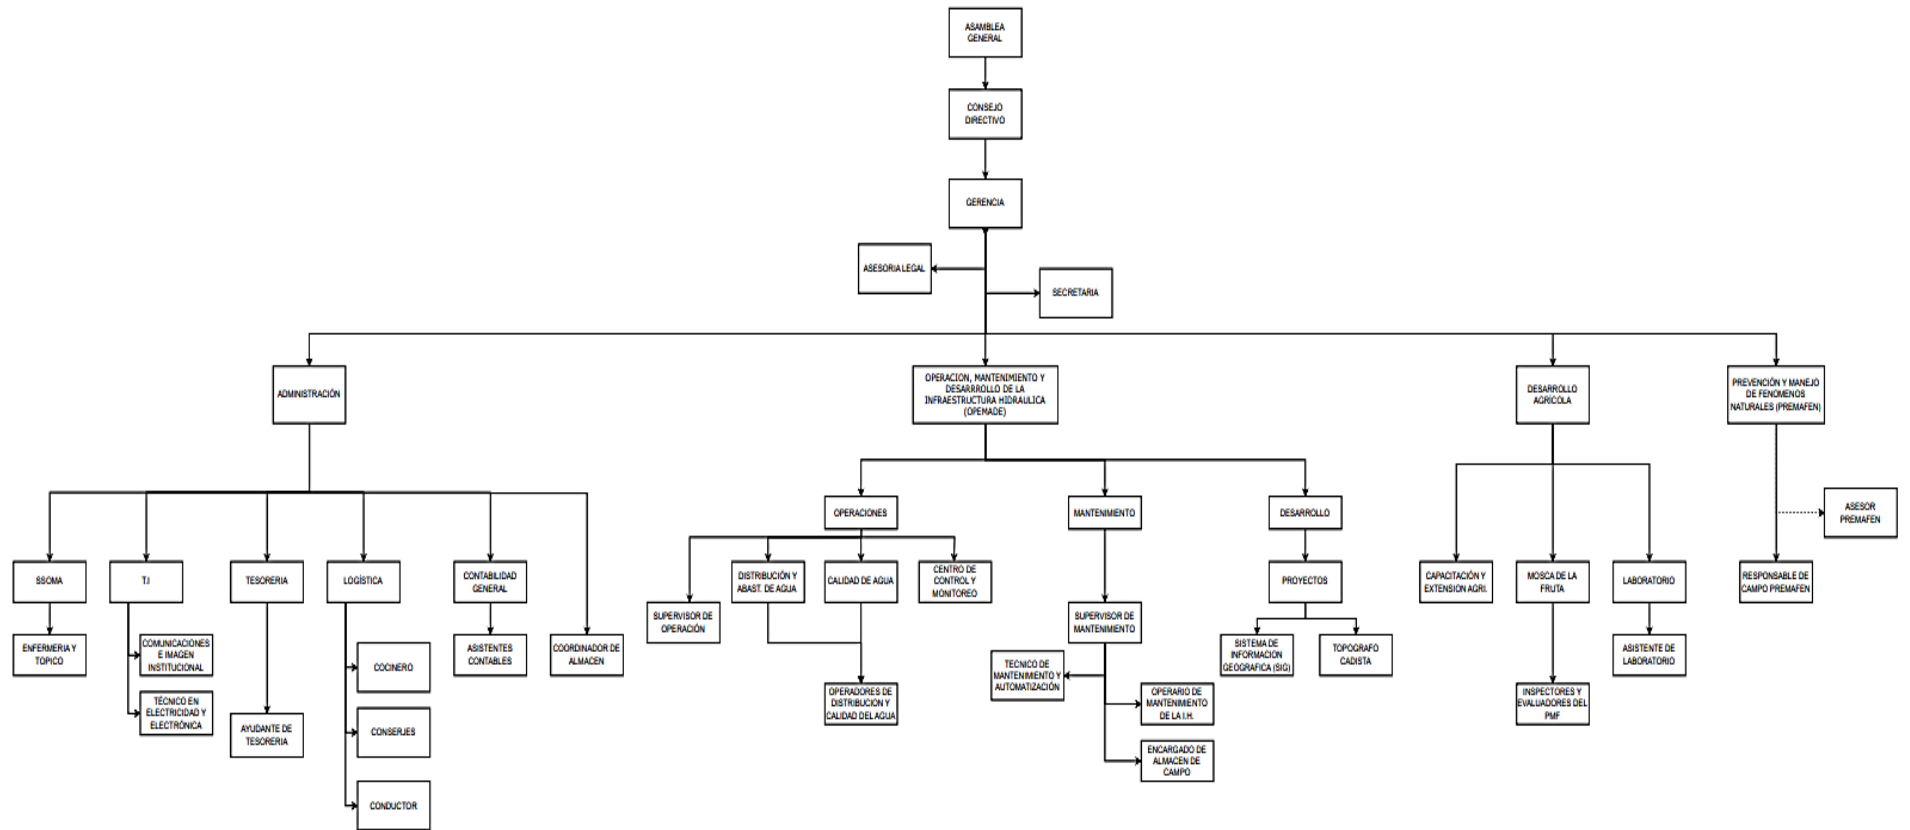 ASAMBLEA
GENERAL
CONSEJO
DIRECTIVO
GERENCIA
ASESORIA LEGAL
SECRETARIA
ADMINISTRACIÓN
OPERACION, MANTENIMIENTO Y
DESARRROLLO DE LA
INFRAESTRUCTURA HIDRAULICA
(OPEMADE)
DESARROLLO
AGRÍCOLA
PREVENCIÓN Y MANEJO
DE FENOMENOS
NATURALES (PREMAFEN)
OPERACIONES
MANTENIMIENTO
DESARROLLO
ASESOR
PREMAFEN
SSOMA
T.I
TESORERIA
LOGÍSTICA
CONTABILIDAD
GENERAL
DISTRIBUCIÓN Y
ABAST. DE AGUA
CALIDAD DE AGUA
CENTRO DE
CONTROL Y
MONITOREO
PROYECTOS
CAPACITACIÓN Y
EXTENSION AGRI.
MOSCA DE LA
FRUTA
LABORATORIO
RESPONSABLE DE
CAMPO PREMAFEN
SUPERVISOR DE
OPERACIÓN
SUPERVISOR DE
MANTENIMIENTO
ENFERMERIA Y
TOPICO
COMUNICACIONES
E IMAGEN
INSTITUCIONAL
COCINERO
ASISTENTES
CONTABLES
COORDINADOR DE
ALMACEN
SISTEMA DE
INFORMACION
GEOGRAFICA (SIG)
TOPOGRAFO
CADISTA
ASISTENTE DE
LABORATORIO
TECNICO DE
MANTENIMIENTO Y
AUTOMATIZACIÓN
TÉCNICO EN
ELECTRICIDAD Y
ELECTRÓNICA
AYUDANTE DE
TESORERIA
CONSERJES
OPERADORES DE
DISTRIBUCION Y
CALIDAD DEL AGUA
OPERARIO DE
MANTENIMIENTO
DE LA I.H.
INSPECTORES Y
EVALUADORES DEL
PMF
ENCARGADO DE
ALMACEN DE
CAMPO
CONDUCTOR